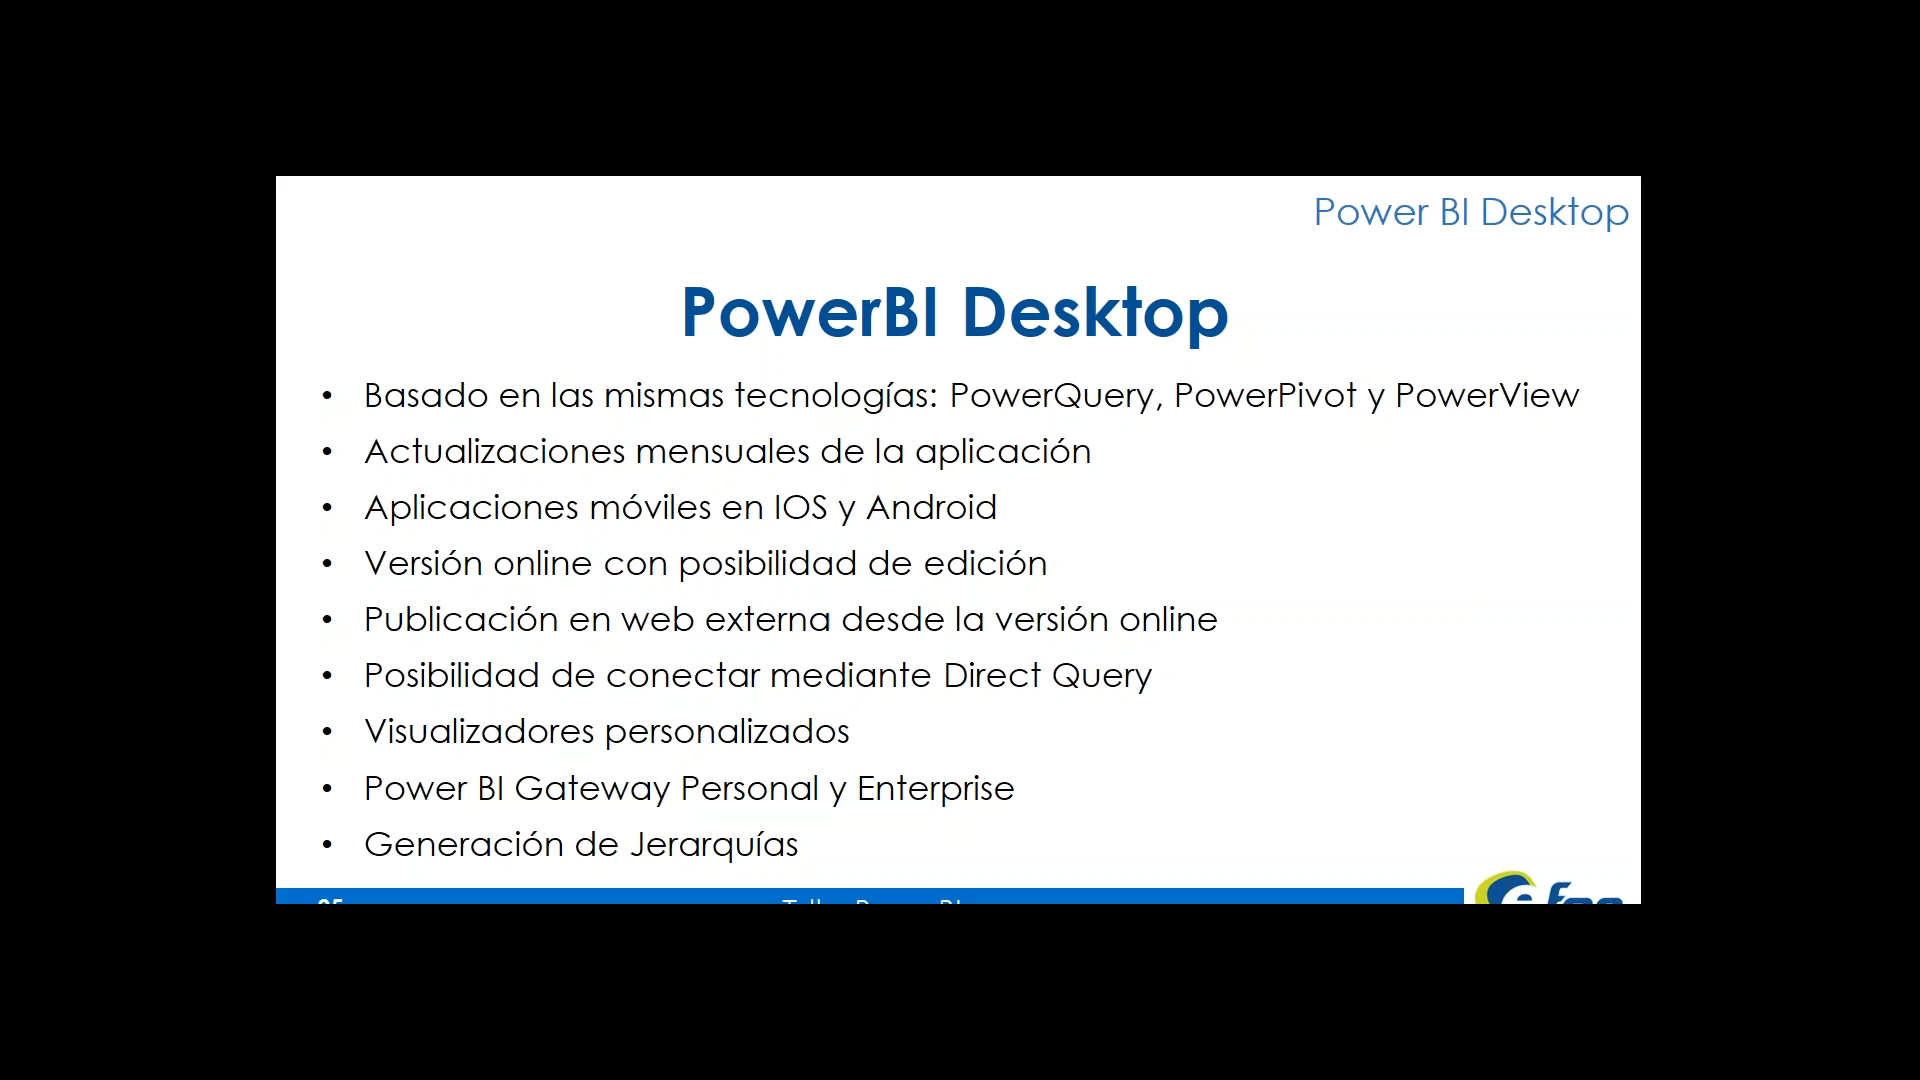 Power BI Desktop
PowerBI Desktop
• Basado en las mismas tecnologías: PowerQuery, PowerPivot y PowerView
• Actualizaciones mensuales de la aplicación
• Aplicaciones móviles en IOS y Android
• Versión online con posibilidad de edición
• Publicación en web externa desde la versión online
• Posibilidad de conectar mediante Direct Query
• Visualizadores personalizados
• Power BI Gateway Personal y Enterprise
• Generación de Jerarquías